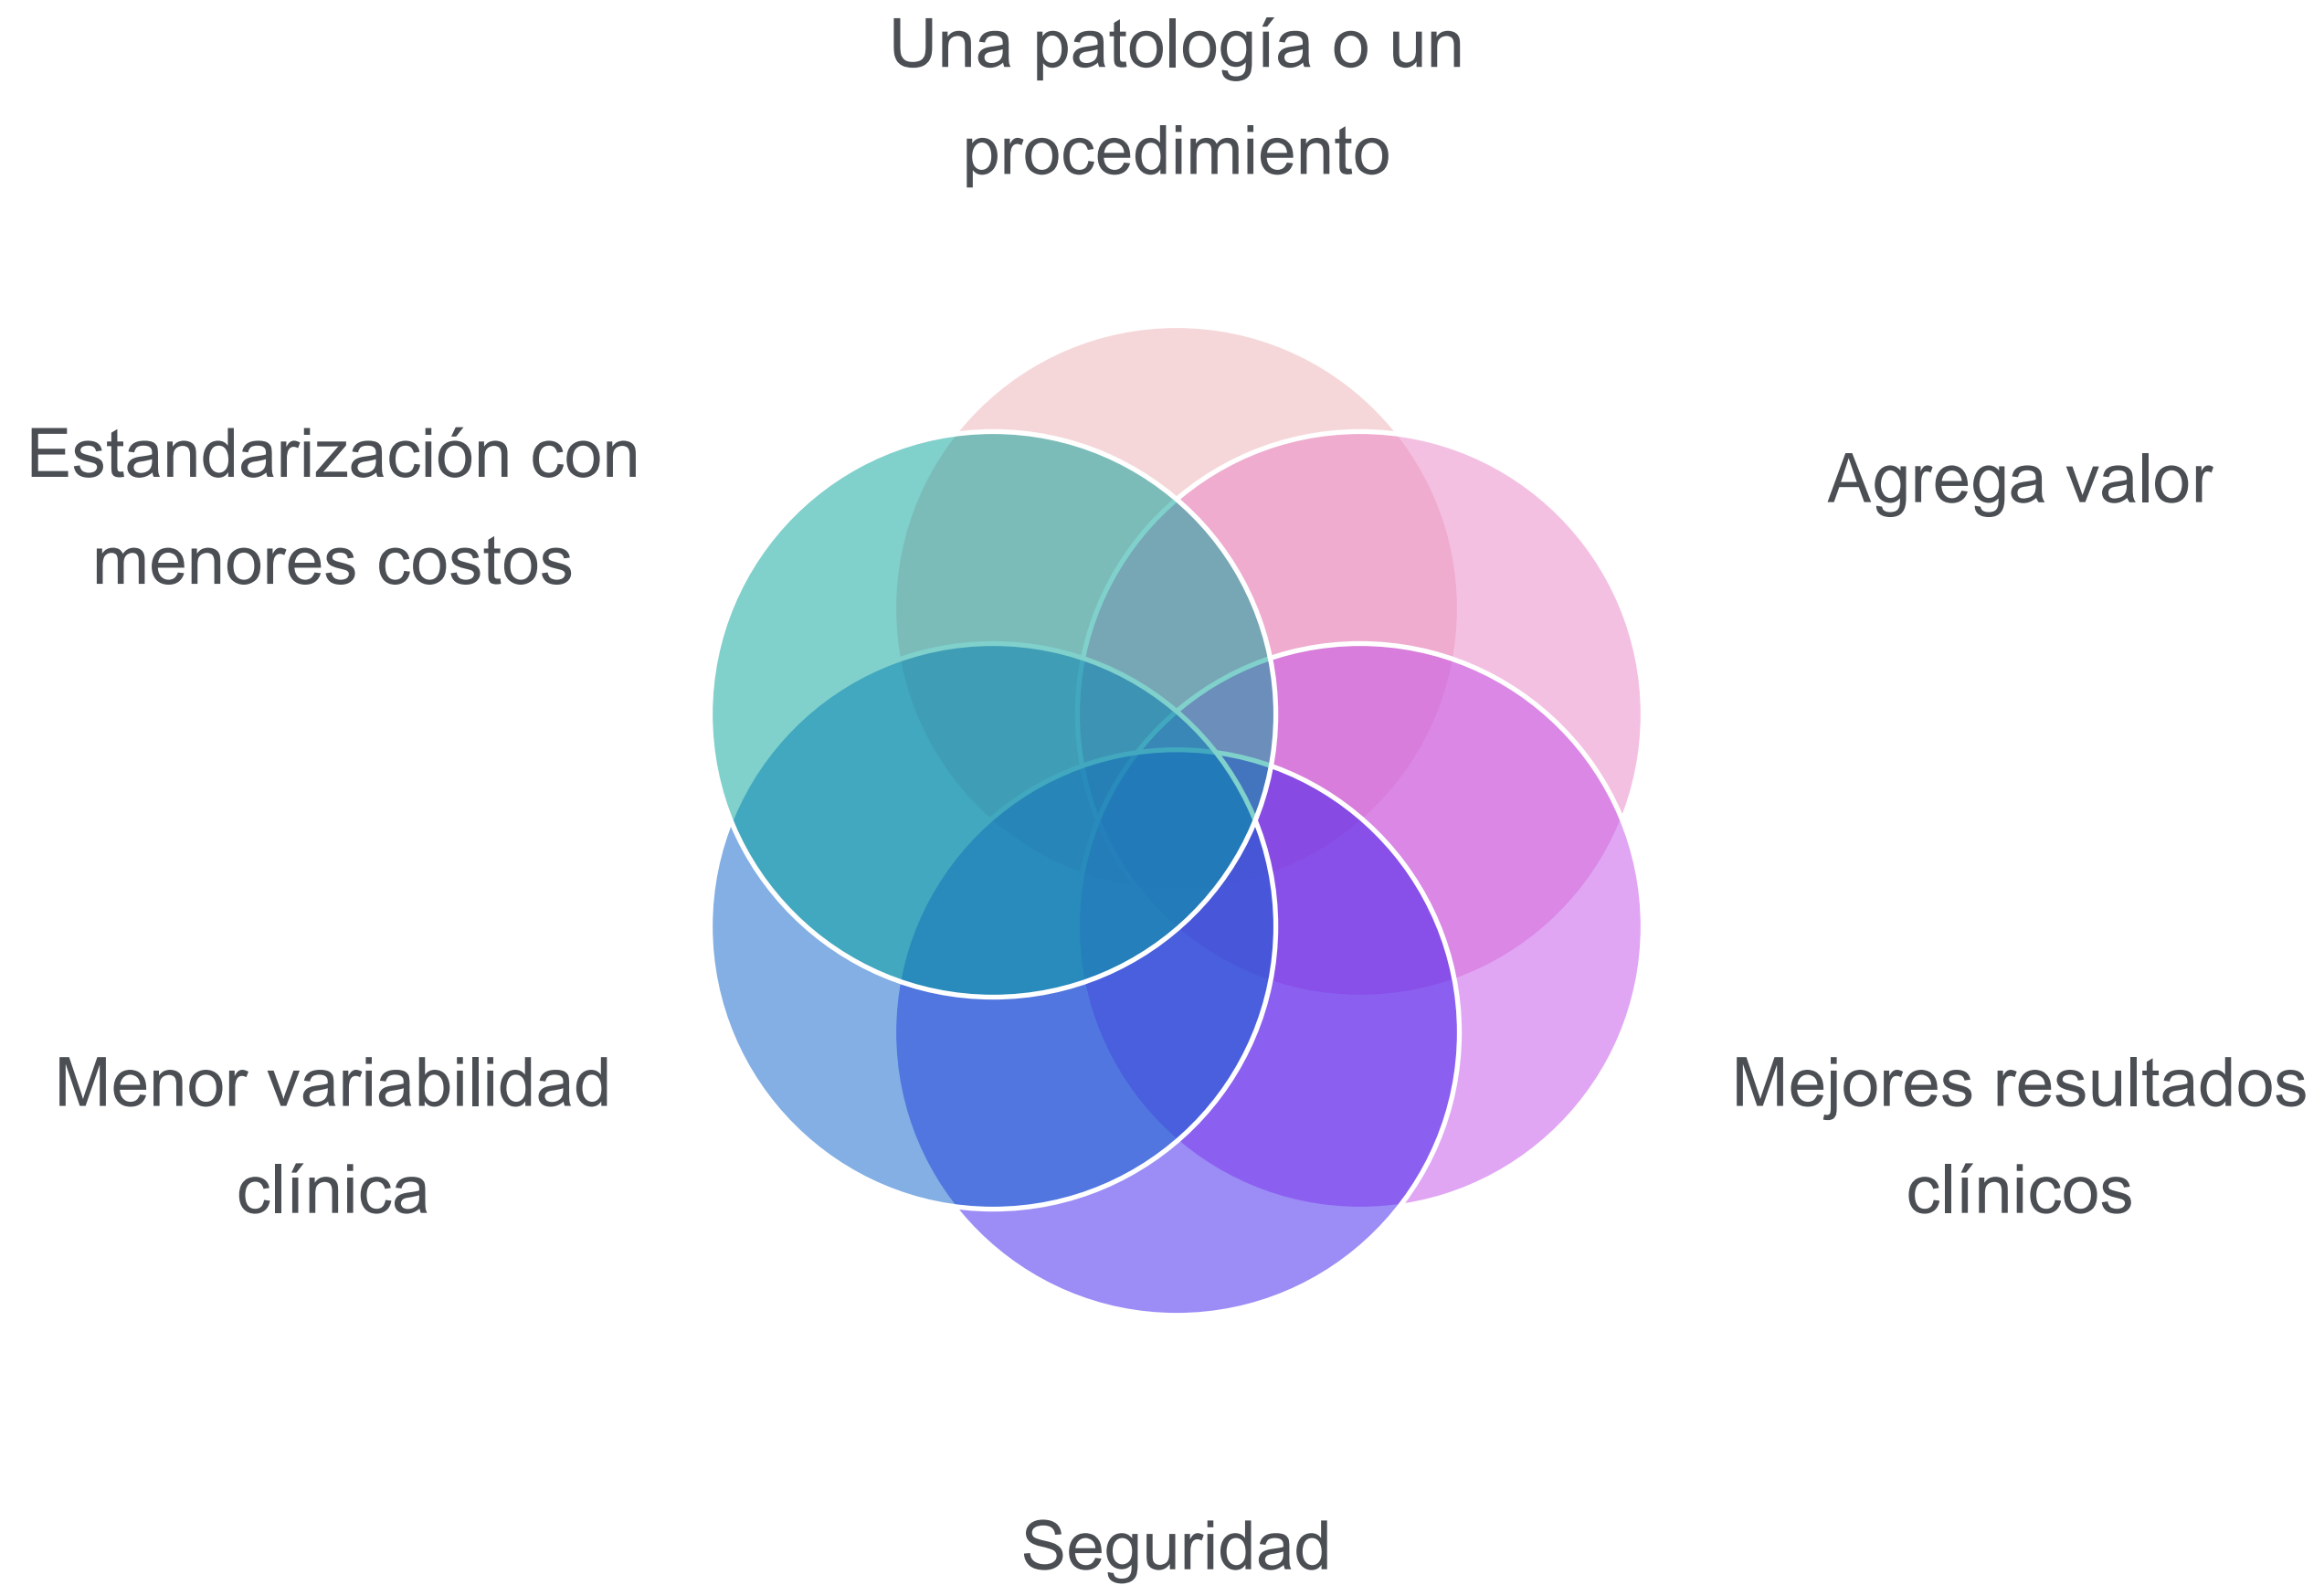 Una patología o un
procedimiento
Estandarización con
menores costos
Agrega valor
Menor variabilidad
clínica
Mejores resultados
clínicos
Seguridad